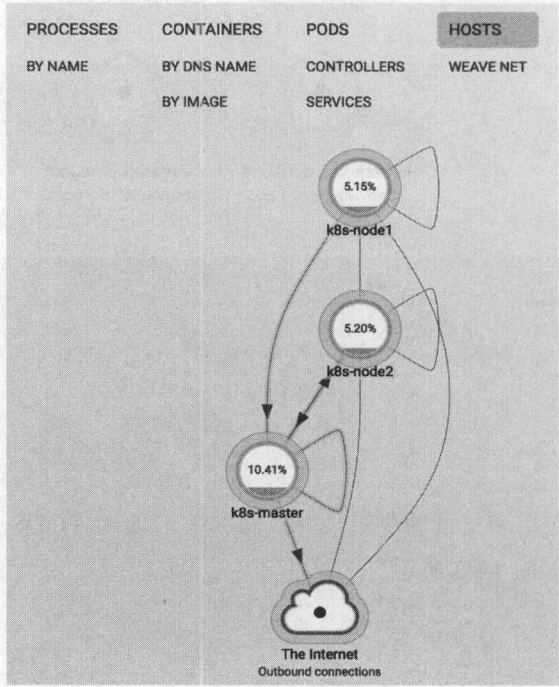 PROCESSES CONTAINERS PODS HOSTS
BY NAME BY DNS NAME CONTROLLERS WEAVE NET
BY IMAGE SERVICES
5.15%
k8s-node1
5.20%
k8s-node2
10.41%
k8s-master
The Internet
Outbound connections